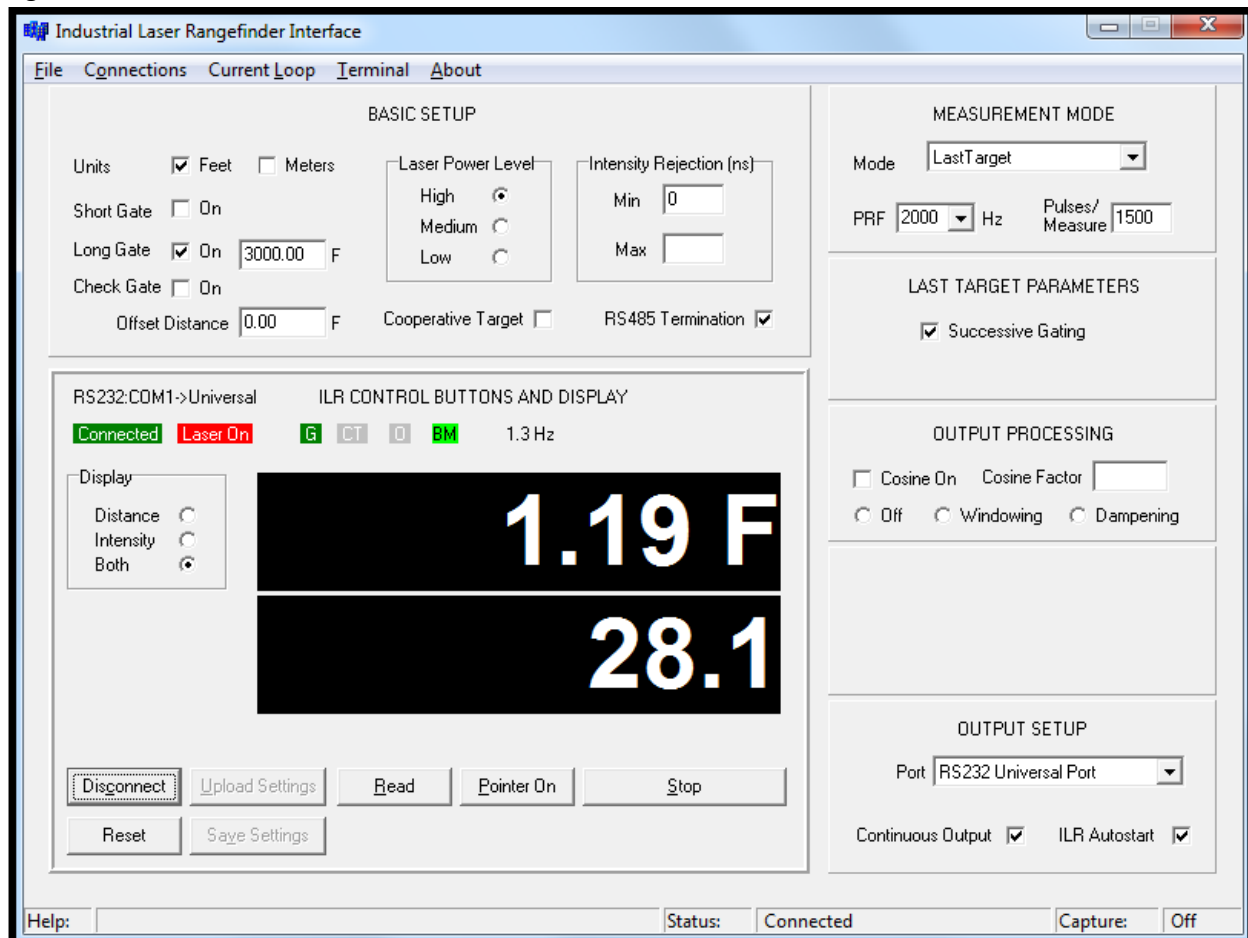 Industrial Laser Rangefinder Interface
File Connections Current Loop Terminal About
BASIC SETUP
Units Feet Meters
Short Gate On
Long Gate On 3000.00 F
Check Gate On
Offset Distance 0.00 F
Laser Power Level
High
Medium
Low
Intensity Rejection (ns)
Min 0
Max
Cooperative Target
RS485 Termination
MEASUREMENT MODE
Mode LastTarget
PRF 2000 Hz Pulses/
Measure 1500
LAST TARGET PARAMETERS
Successive Gating
RS232:COM1->Universal ILR CONTROL BUTTONS AND DISPLAY
Connected Laser On G CT O BM 1.3 Hz
Display
Distance
Intensity
Both
1.19 F
28.1
Disconnect Upload Settings Read Pointer On Stop
Reset Save Settings
OUTPUT PROCESSING
Cosine On Cosine Factor
Off Windowing Dampening
OUTPUT SETUP
Port RS232 Universal Port
Continuous Output ILR Autostart
Help: Status: Connected Capture: Off